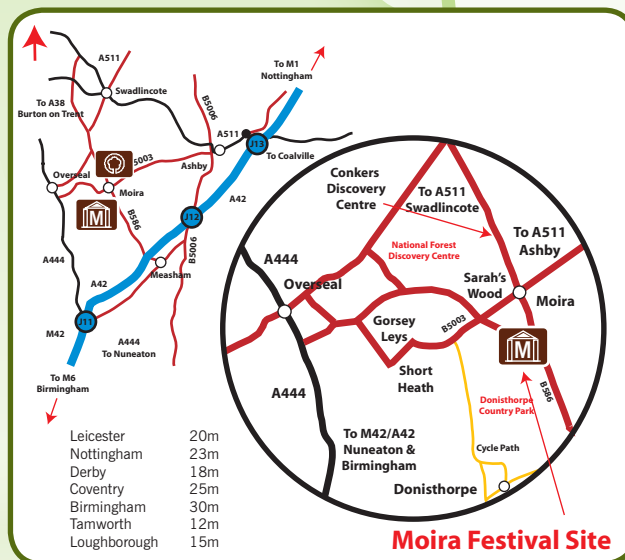 A511
To M1
Nottingham
Swadlincote
To A38
Burton on Trent
B5006
A511
J13
To Coalville
B5003
Ashby
Overseal
Moira
M
A42
J12
B586
B5006
A444
Measham
A42
J11
M42
A444
To Nuneaton
To M6
Birmingham
Conkers
Discovery
Centre
To A511
Swadlincote
To A511
Ashby
National Forest
Discovery Centre
A444
Overseal
Sarah's
Wood
Moira
Gorsey
Leys
B5003
M
Short
Heath
B586
A444
Donisthorpe
Country Park
To M42/A42
Nuneaton &
Birmingham
Cycle Path
Donisthorpe
Leicester 20m
Nottingham 23m
Derby 18m
Coventry 25m
Birmingham 30m
Tamworth 12m
Loughborough 15m
Moira Festival Site